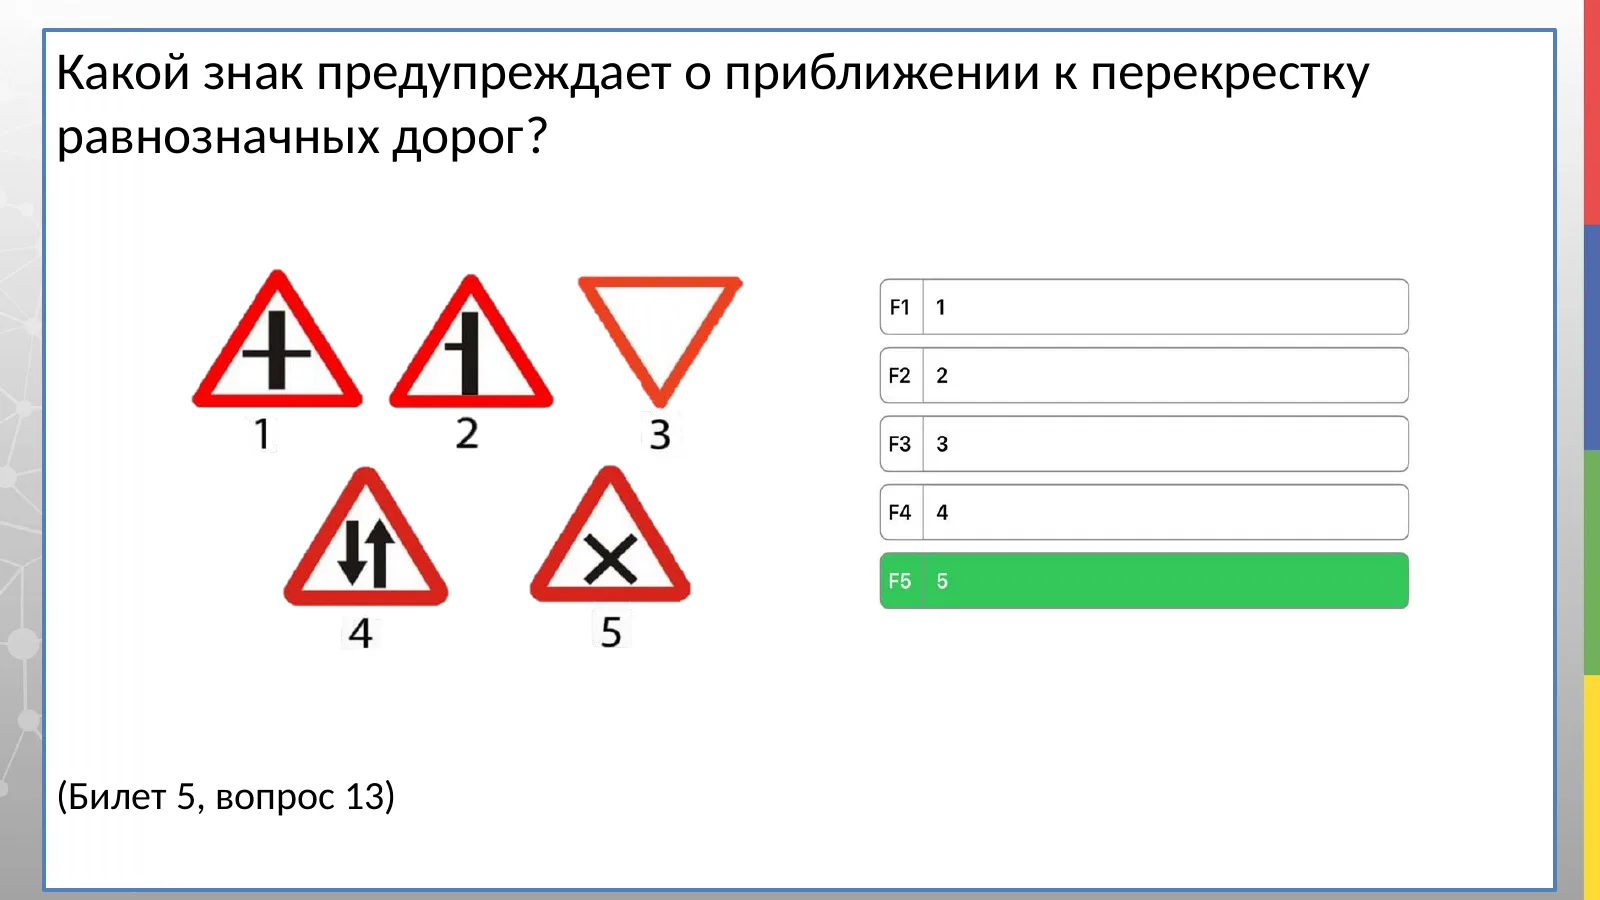 Какой знак предупреждает о приближении к перекрестку
равнозначных дорог?
1
2
3
4
5
F1 1
F2 2
F3 3
F4 4
F5 5
(Билет 5, вопрос 13)